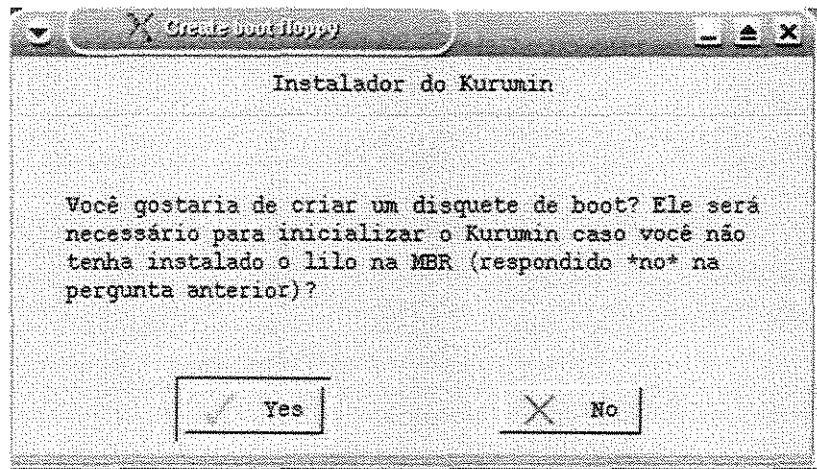 Create boot floppy
Instalador do Kurumin
Você gostaria de criar um disquete de boot? Ele será
necessário para inicializar o Kurumin caso você não
tenha instalado o lilo na MBR (respondido *no* na
pergunta anterior)?
Yes No